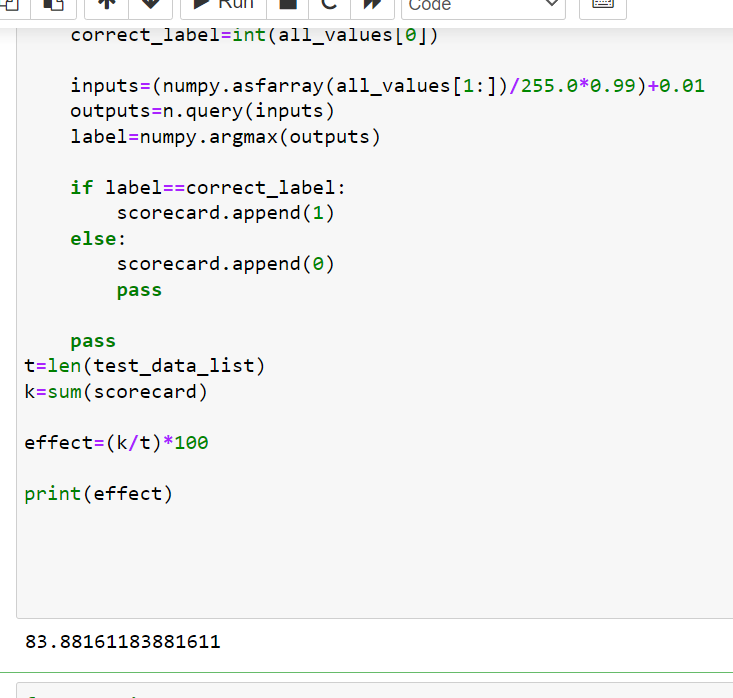 Run
Code
correct_label=int(all_values[0])
inputs=(numpy.asfarray(all_values[1:])/255.0*0.99)+0.01
outputs=n.query(inputs)
label=numpy.argmax(outputs)
if label==correct_label:
scorecard.append(1)
else:
scorecard.append(0)
pass
pass
t=len(test_data_list)
k=sum(scorecard)
effect=(k/t)*100
print(effect)
83.88161183881611